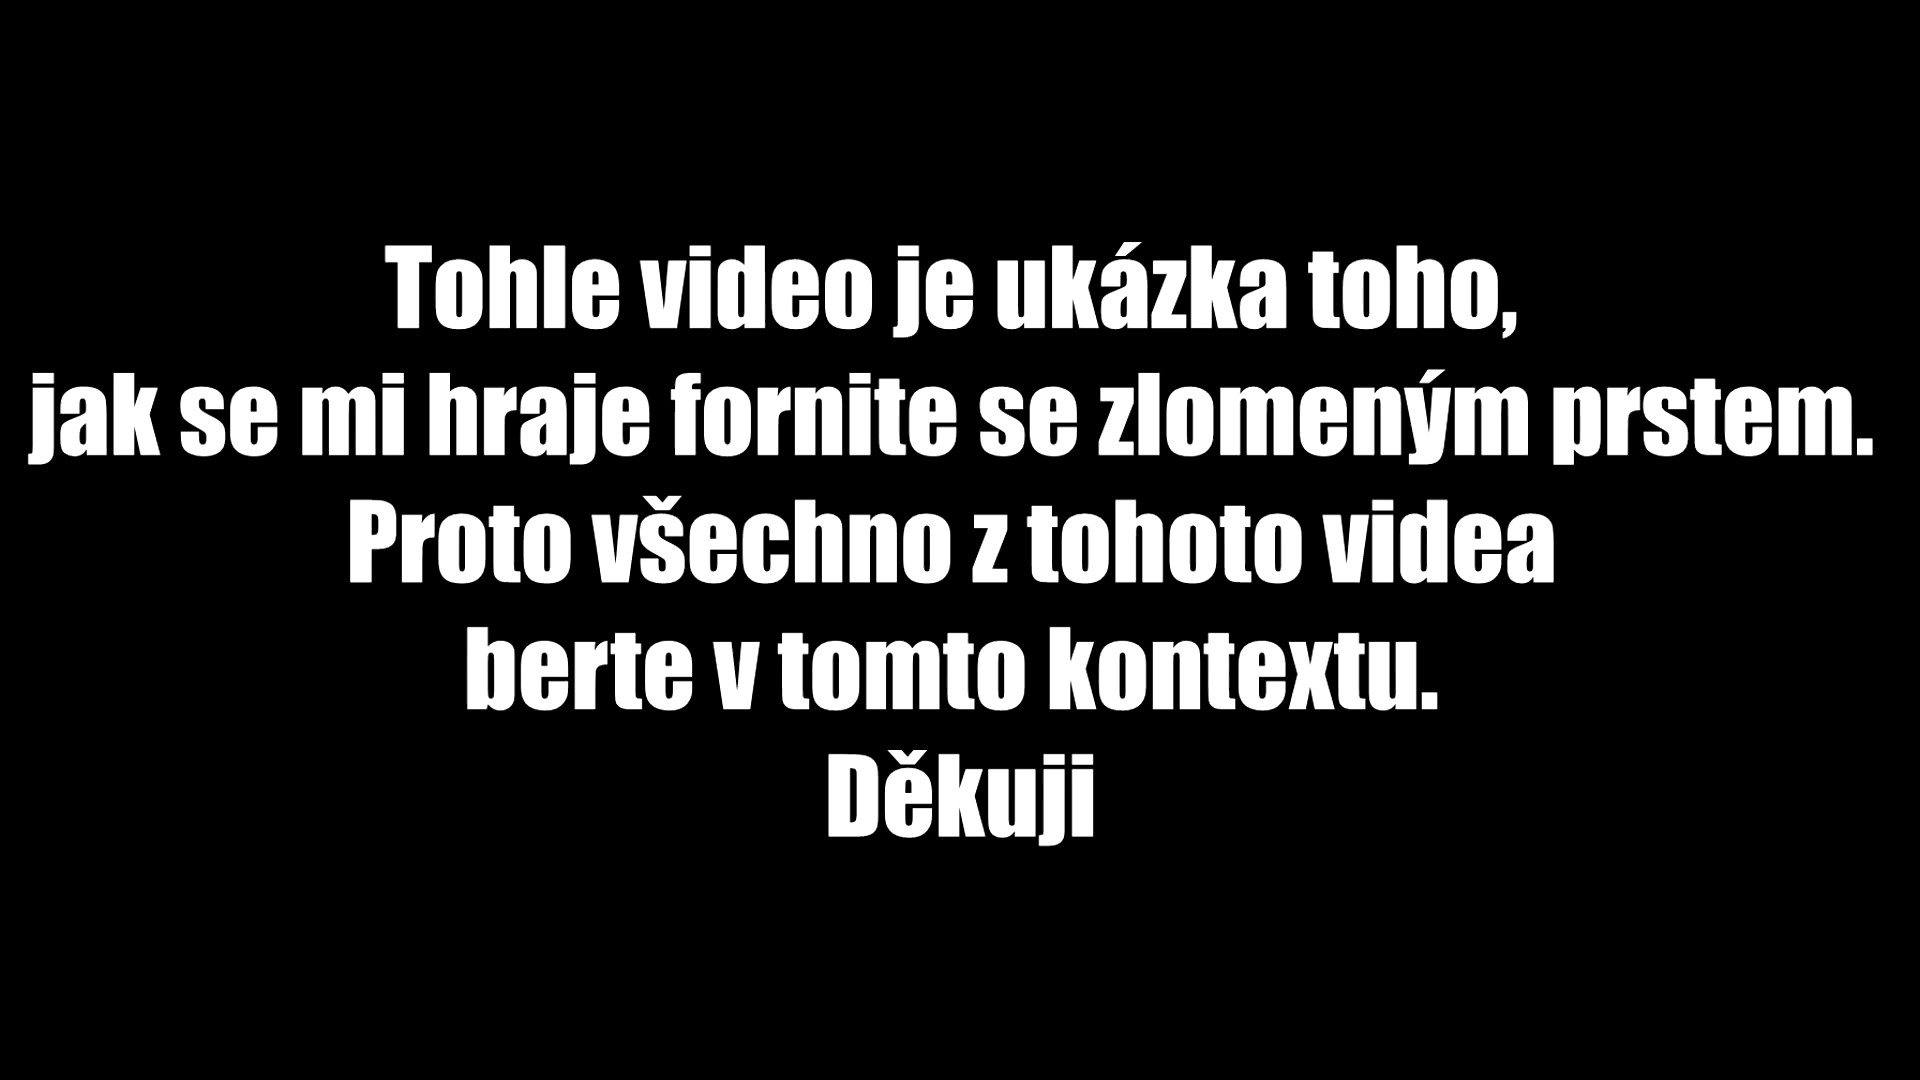 Tohle video je ukázka toho,
jak se mi hraje fornite se zlomeným prstem.
Proto všechno z tohoto videa
berte v tomto kontextu.
Děkuji